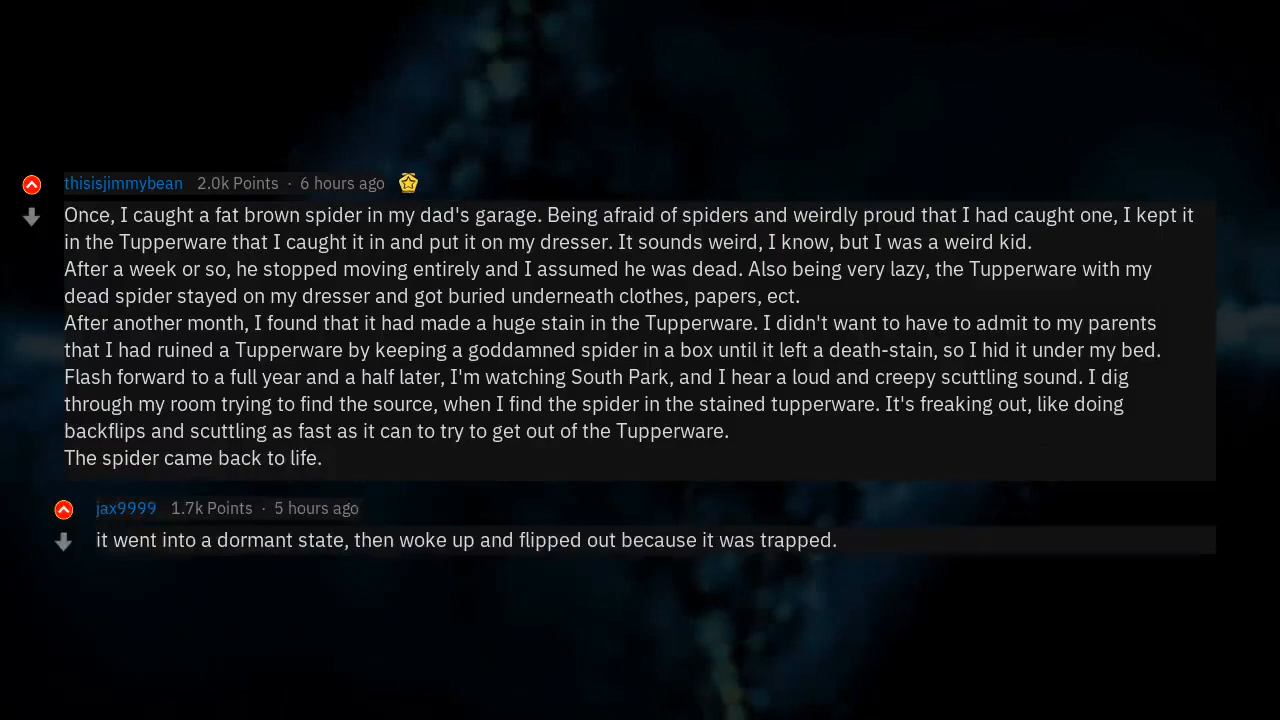 thisisjimmybean 2.0k Points · 6 hours ago
Once, I caught a fat brown spider in my dad's garage. Being afraid of spiders and weirdly proud that I had caught one, I kept it
in the Tupperware that I caught it in and put it on my dresser. It sounds weird, I know, but I was a weird kid.
After a week or so, he stopped moving entirely and I assumed he was dead. Also being very lazy, the Tupperware with my
dead spider stayed on my dresser and got buried underneath clothes, papers, ect.
After another month, I found that it had made a huge stain in the Tupperware. I didn't want to have to admit to my parents
that I had ruined a Tupperware by keeping a goddamned spider in a box until it left a death-stain, so I hid it under my bed.
Flash forward to a full year and a half later, I'm watching South Park, and I hear a loud and creepy scuttling sound. I dig
through my room trying to find the source, when I find the spider in the stained tupperware. It's freaking out, like doing
backflips and scuttling as fast as it can to try to get out of the Tupperware.
The spider came back to life.
jax9999 1.7k Points · 5 hours ago
it went into a dormant state, then woke up and flipped out because it was trapped.